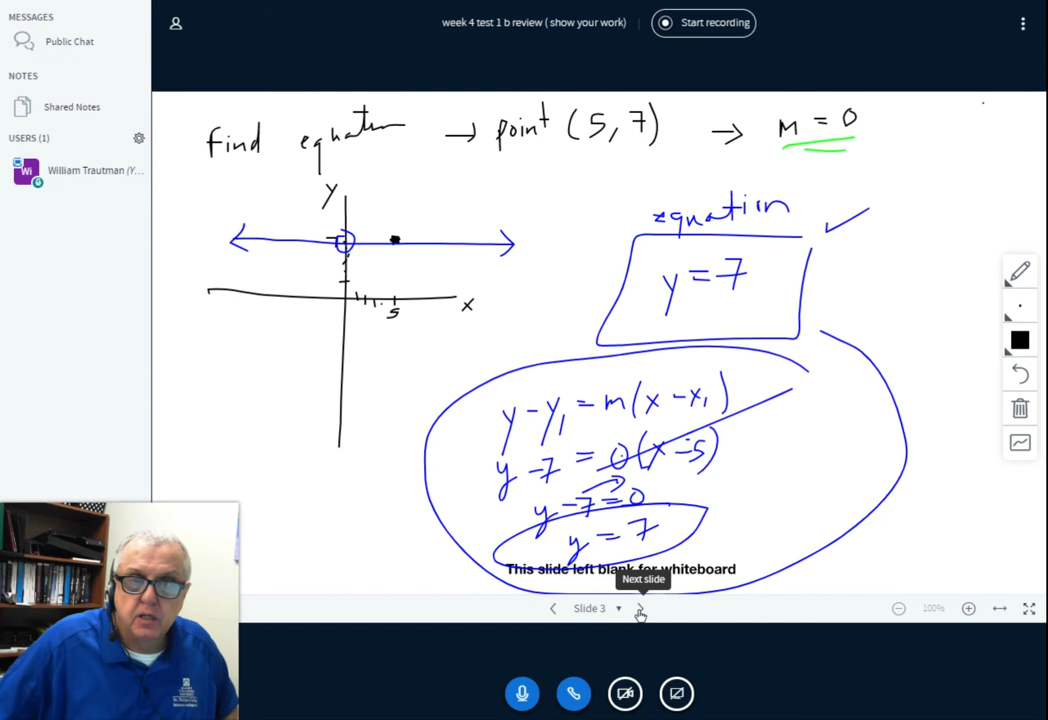 MESSAGES
Public Chat
NOTES
Shared Notes
USERS (1)
Wi
William Trautman (Y...
week 4 test 1 b review ( show your work)
Start recording
find equation → point (5,7) → m = 0
y
x
5
equation
y = 7
y - y₁ = m(x - x₁)
y - 7 = 0(x - 5)
y - 7 = 0
y = 7
This slide left blank for whiteboard
Next slide
Slide 3
100%